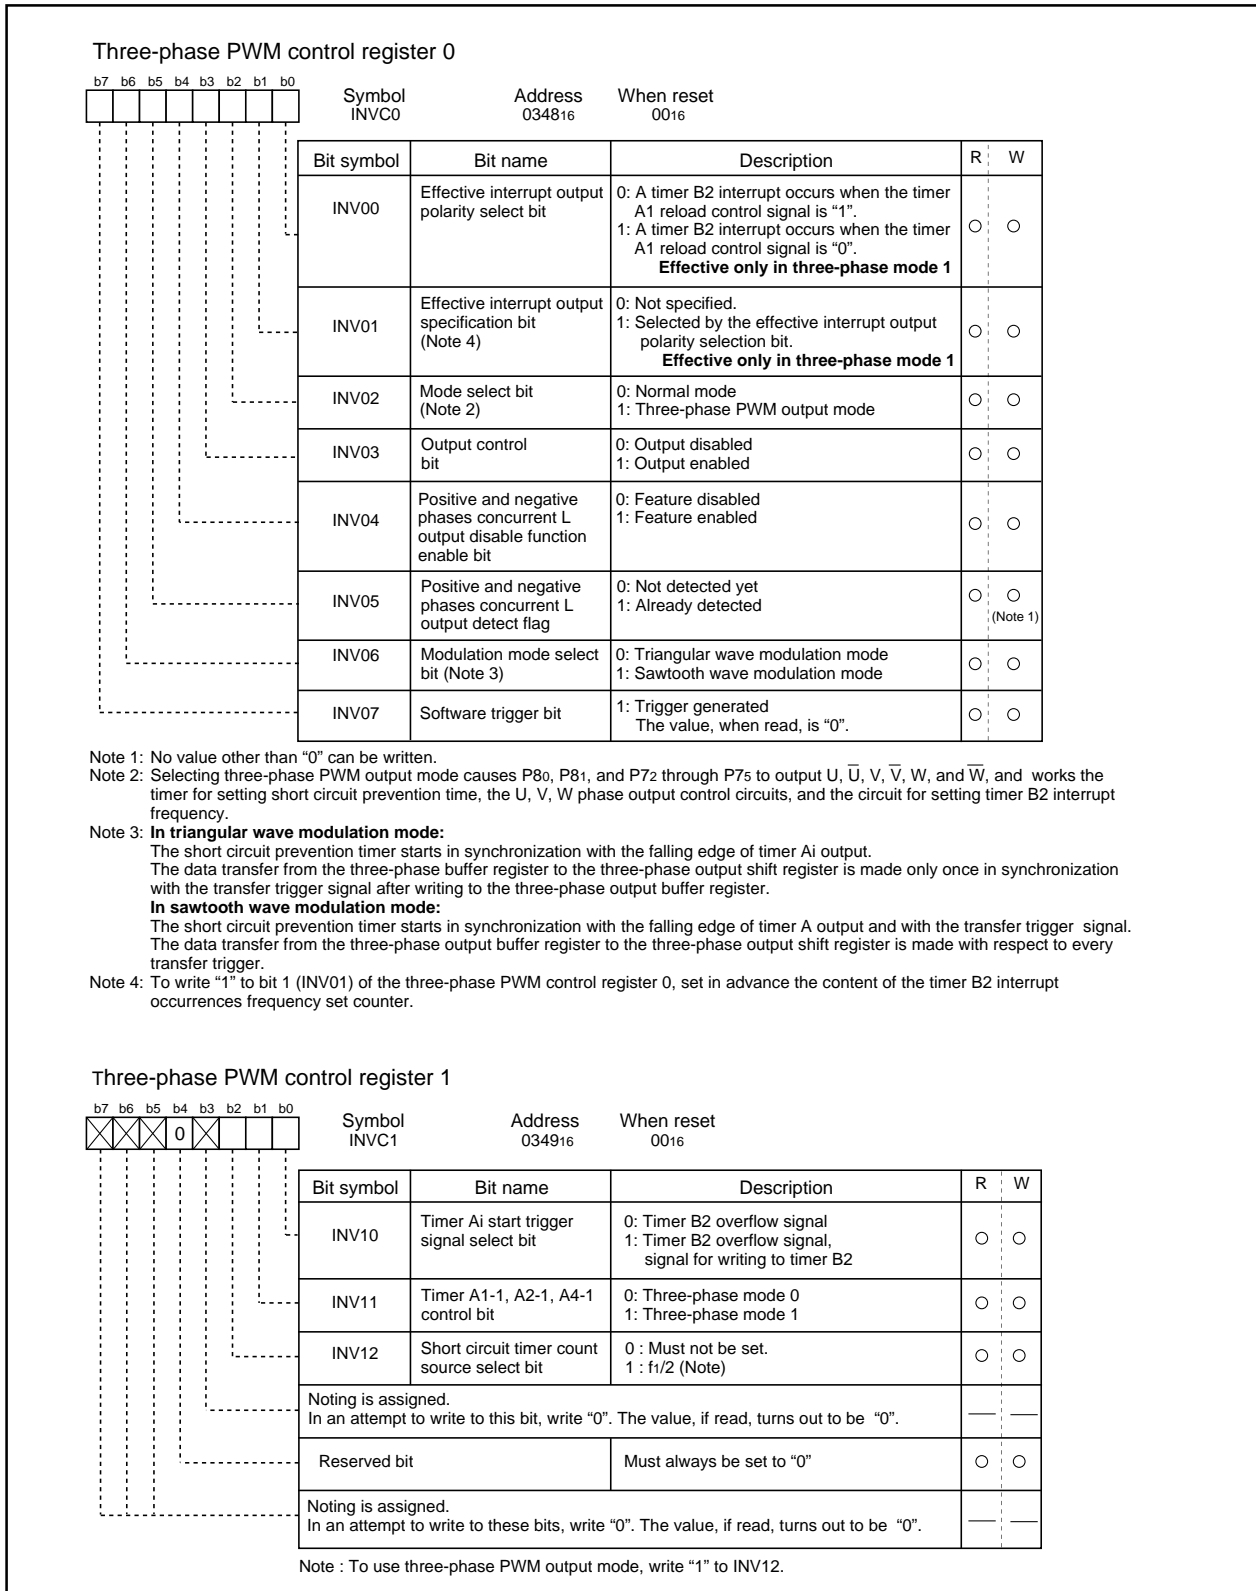 Three-phase PWM control register 0
b7 b6 b5 b4 b3 b2 b1 b0
Symbol Address When reset
INVC0 034816 0016
Bit symbol Bit name Description R W
INV00 Effective interrupt output 0: A timer B2 interrupt occurs when the timer
polarity select bit A1 reload control signal is “1”.
1: A timer B2 interrupt occurs when the timer
A1 reload control signal is “0”.
Effective only in three-phase mode 1
INV01 Effective interrupt output 0: Not specified.
specification bit 1: Selected by the effective interrupt output
(Note 4) polarity selection bit.
Effective only in three-phase mode 1
INV02 Mode select bit 0: Normal mode
(Note 2) 1: Three-phase PWM output mode
INV03 Output control 0: Output disabled
bit 1: Output enabled
INV04 Positive and negative 0: Feature disabled
phases concurrent L 1: Feature enabled
output disable function
enable bit
INV05 Positive and negative 0: Not detected yet
phases concurrent L 1: Already detected (Note 1)
output detect flag
INV06 Modulation mode select 0: Triangular wave modulation mode
bit (Note 3) 1: Sawtooth wave modulation mode
INV07 Software trigger bit 1: Trigger generated
The value, when read, is “0”.
Note 1: No value other than “0” can be written.
Note 2: Selecting three-phase PWM output mode causes P80, P81, and P72 through P75 to output U, U̅, V, V̅, W, and W̅, and works the
timer for setting short circuit prevention time, the U, V, W phase output control circuits, and the circuit for setting timer B2 interrupt
frequency.
Note 3: In triangular wave modulation mode:
The short circuit prevention timer starts in synchronization with the falling edge of timer Ai output.
The data transfer from the three-phase buffer register to the three-phase output shift register is made only once in synchronization
with the transfer trigger signal after writing to the three-phase output buffer register.
In sawtooth wave modulation mode:
The short circuit prevention timer starts in synchronization with the falling edge of timer A output and with the transfer trigger signal.
The data transfer from the three-phase output buffer register to the three-phase output shift register is made with respect to every
transfer trigger.
Note 4: To write “1” to bit 1 (INV01) of the three-phase PWM control register 0, set in advance the content of the timer B2 interrupt
occurrences frequency set counter.
Three-phase PWM control register 1
b7 b6 b5 b4 b3 b2 b1 b0
0
Symbol Address When reset
INVC1 034916 0016
Bit symbol Bit name Description R W
INV10 Timer Ai start trigger 0: Timer B2 overflow signal
signal select bit 1: Timer B2 overflow signal,
signal for writing to timer B2
INV11 Timer A1-1, A2-1, A4-1 0: Three-phase mode 0
control bit 1: Three-phase mode 1
INV12 Short circuit timer count 0 : Must not be set.
source select bit 1 : f1/2 (Note)
Noting is assigned.
In an attempt to write to this bit, write “0”. The value, if read, turns out to be “0”.
Reserved bit Must always be set to “0”
Noting is assigned.
In an attempt to write to these bits, write “0”. The value, if read, turns out to be “0”.
Note : To use three-phase PWM output mode, write “1” to INV12.